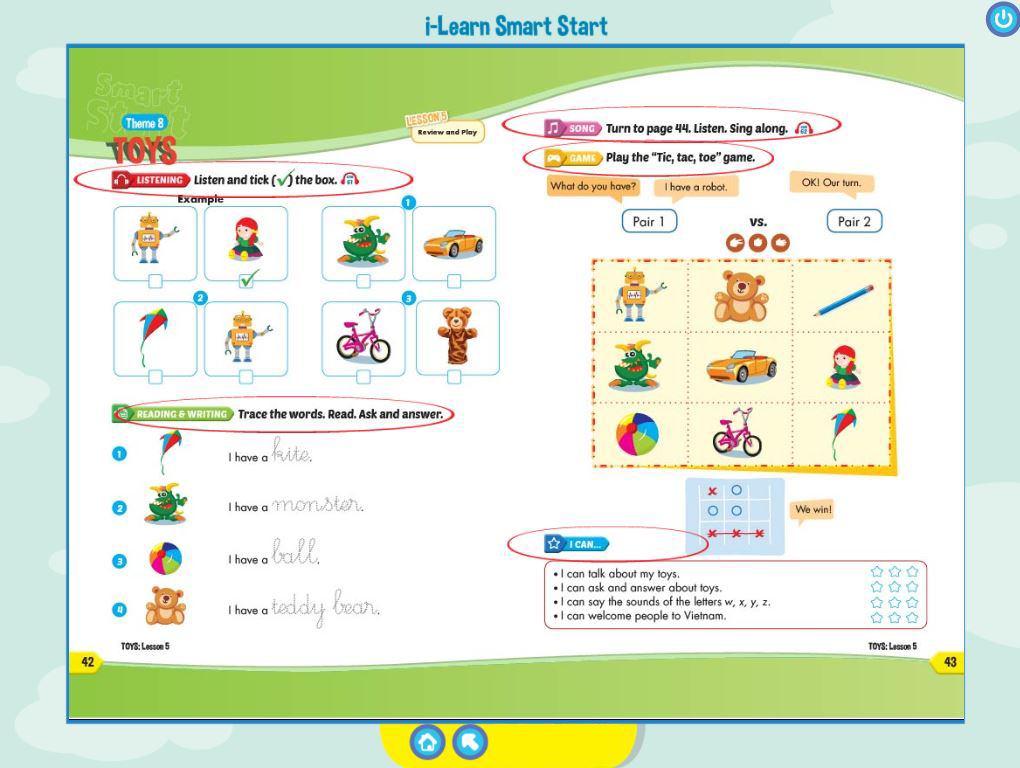 i-Learn Smart Start
Smart
Start
Theme 8
TOYS
LESSON 5
Review and Play
LISTENING Listen and tick (✓) the box.
Example
1
2
3
READING & WRITING Trace the words. Read. Ask and answer.
1 I have a kite.
2 I have a monster.
3 I have a ball.
4 I have a teddy bear.
TOYS: Lesson 5
42
SONG Turn to page 44. Listen. Sing along.
GAME Play the “Tic, tac, toe” game.
What do you have?
I have a robot.
OK! Our turn.
Pair 1 vs. Pair 2
We win!
I CAN...
• I can talk about my toys.
• I can ask and answer about toys.
• I can say the sounds of the letters w, x, y, z.
• I can welcome people to Vietnam.
TOYS: Lesson 5
43